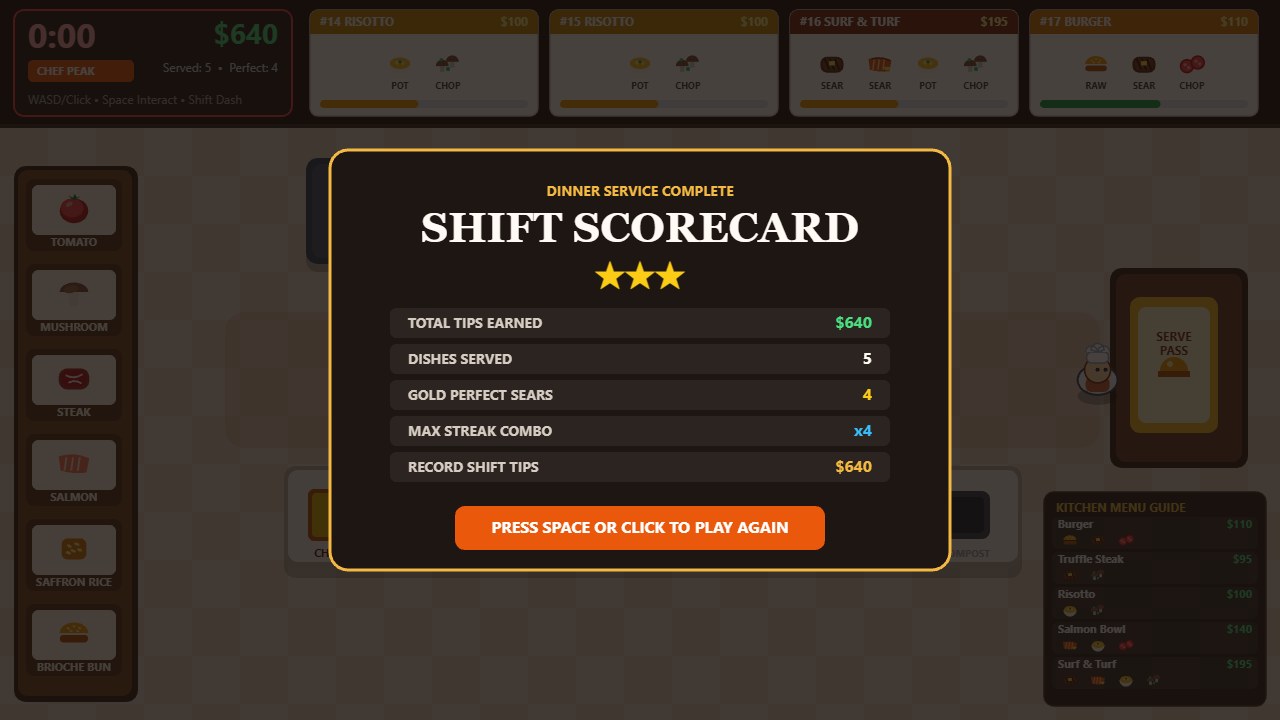 0:00
$640
CHEF PEAK
Served: 5 • Perfect: 4
WASD/Click • Space Interact • Shift Dash
#14 RISOTTO
$100
POT
CHOP
#15 RISOTTO
$100
POT
CHOP
#16 SURF & TURF
$195
SEAR
SEAR
POT
CHOP
#17 BURGER
$110
RAW
SEAR
CHOP
TOMATO
MUSHROOM
STEAK
SALMON
SAFFRON RICE
BRIOCHE BUN
DINNER SERVICE COMPLETE
SHIFT SCORECARD
TOTAL TIPS EARNED
$640
DISHES SERVED
5
GOLD PERFECT SEARS
4
MAX STREAK COMBO
x4
RECORD SHIFT TIPS
$640
PRESS SPACE OR CLICK TO PLAY AGAIN
SERVE
PASS
KITCHEN MENU GUIDE
Burger
$110
Truffle Steak
$95
Risotto
$100
Salmon Bowl
$140
Surf & Turf
$195